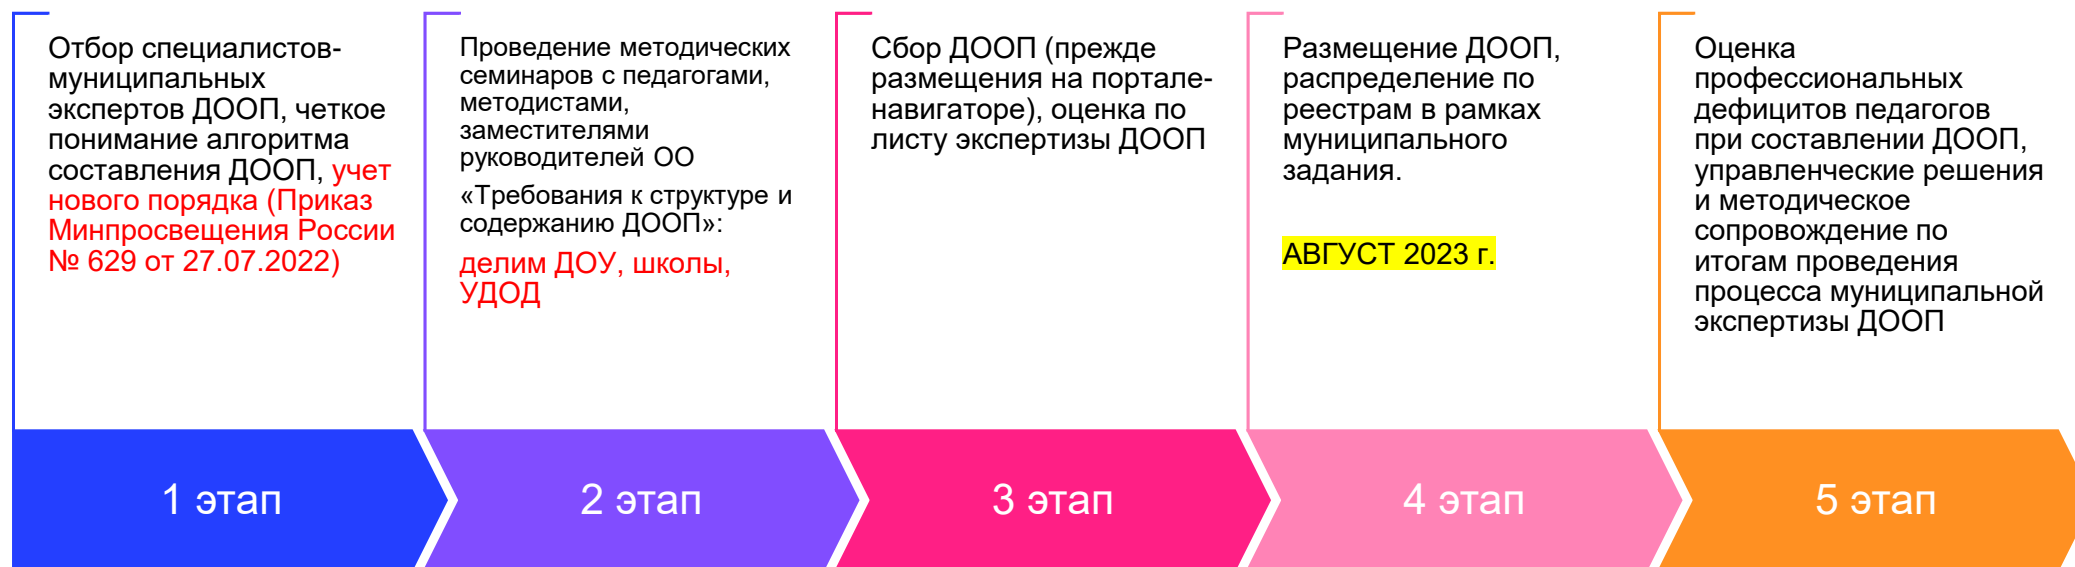 Отбор специалистов-
муниципальных
экспертов ДООП, четкое
понимание алгоритма
составления ДООП, учет
нового порядка (Приказ
Минпросвещения России
№ 629 от 27.07.2022)
Проведение методических
семинаров с педагогами,
методистами,
заместителями
руководителей ОО
«Требования к структуре и
содержанию ДООП»:
делим ДОУ, школы,
УДОД
Сбор ДООП (прежде
размещения на портале-
навигаторе), оценка по
листу экспертизы ДООП
Размещение ДООП,
распределение по
реестрам в рамках
муниципального
задания.
АВГУСТ 2023 г.
Оценка
профессиональных
дефицитов педагогов
при составлении ДООП,
управленческие решения
и методическое
сопровождение по
итогам проведения
процесса муниципальной
экспертизы ДООП
1 этап
2 этап
3 этап
4 этап
5 этап